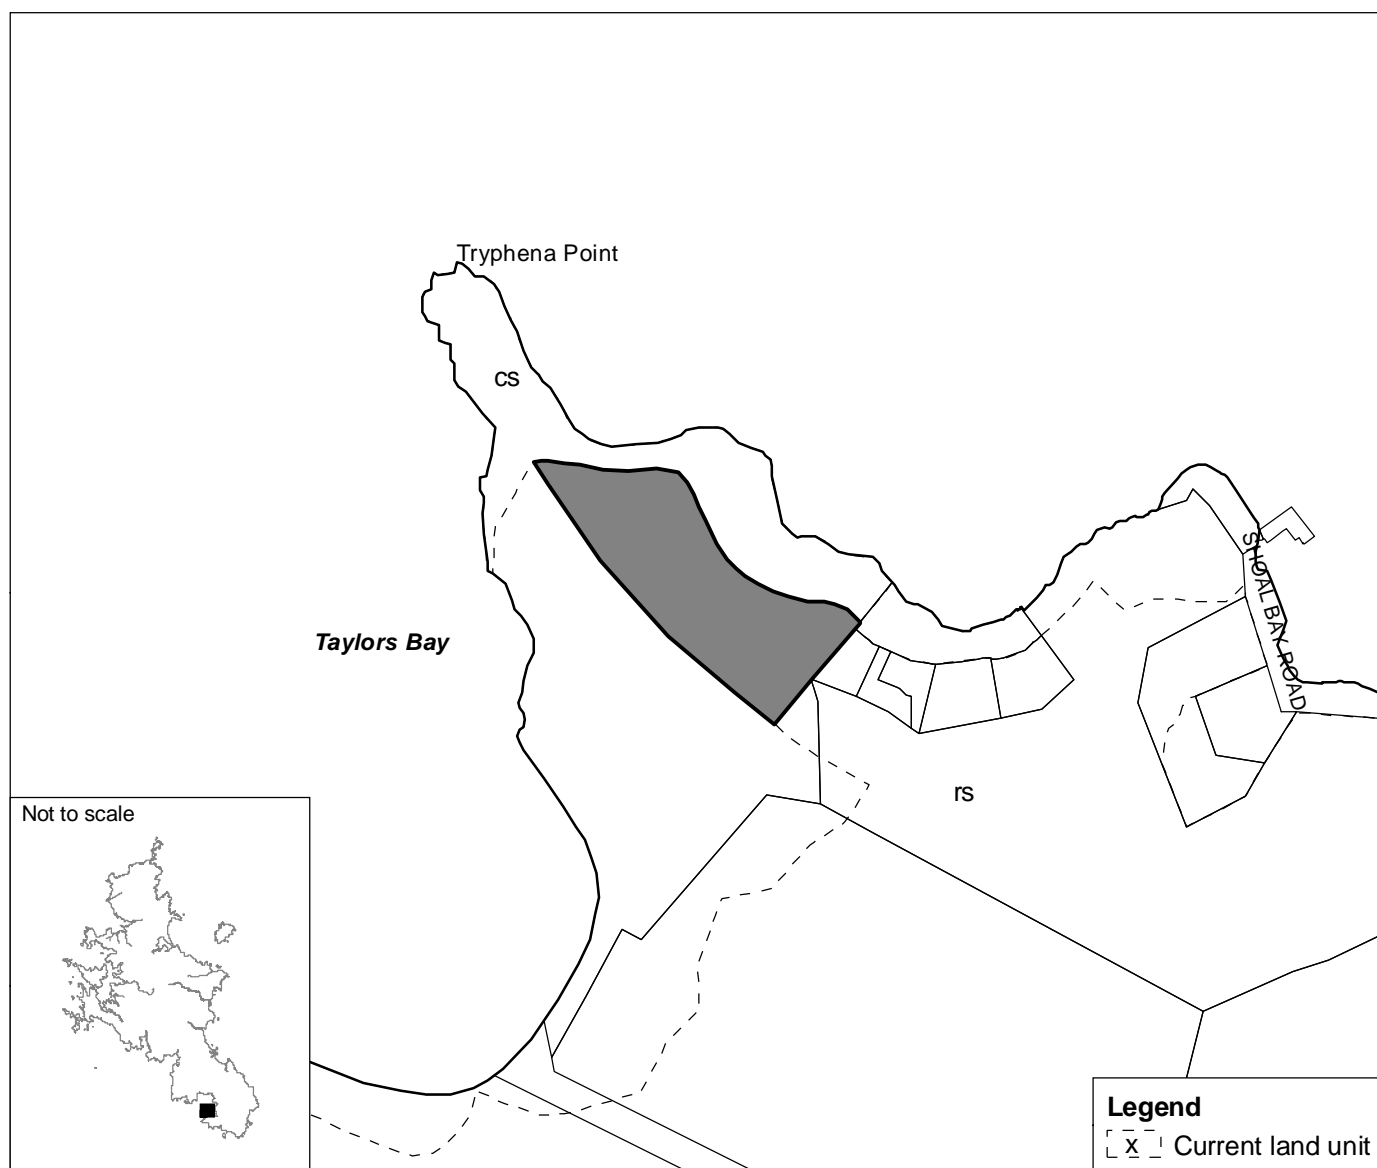 Tryphena Point
cs
SHOAL BAY ROAD
Taylors Bay
rs
Not to scale
Legend
x Current land unit